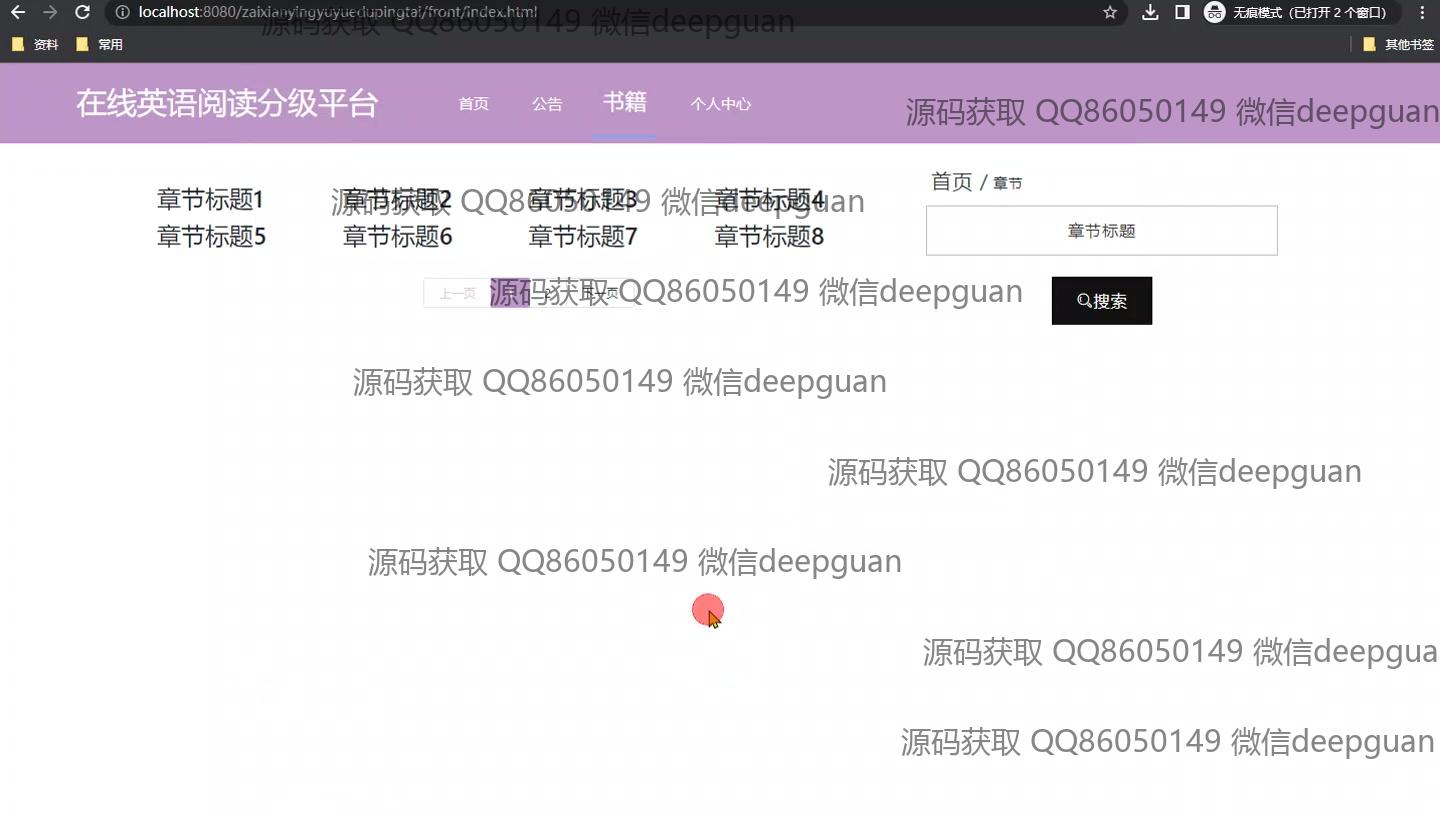 localhost:8080/zaixianyingyuyuedupingtai/front/index.html
无痕模式（已打开 2 个窗口）
源码获取 QQ86050149 微信deepguan
资料 常用 其他书签
在线英语阅读分级平台 首页 公告 书籍 个人中心
源码获取 QQ86050149 微信deepguan
首页 / 章节
章节标题1 章节标题2 章节标题3 章节标题4
源码获取 QQ86050149 微信deepguan
章节标题5 章节标题6 章节标题7 章节标题8
章节标题
上一页 2 下一页
源码获取 QQ86050149 微信deepguan
搜索
源码获取 QQ86050149 微信deepguan
源码获取 QQ86050149 微信deepguan
源码获取 QQ86050149 微信deepguan
源码获取 QQ86050149 微信deepgua
源码获取 QQ86050149 微信deepguan